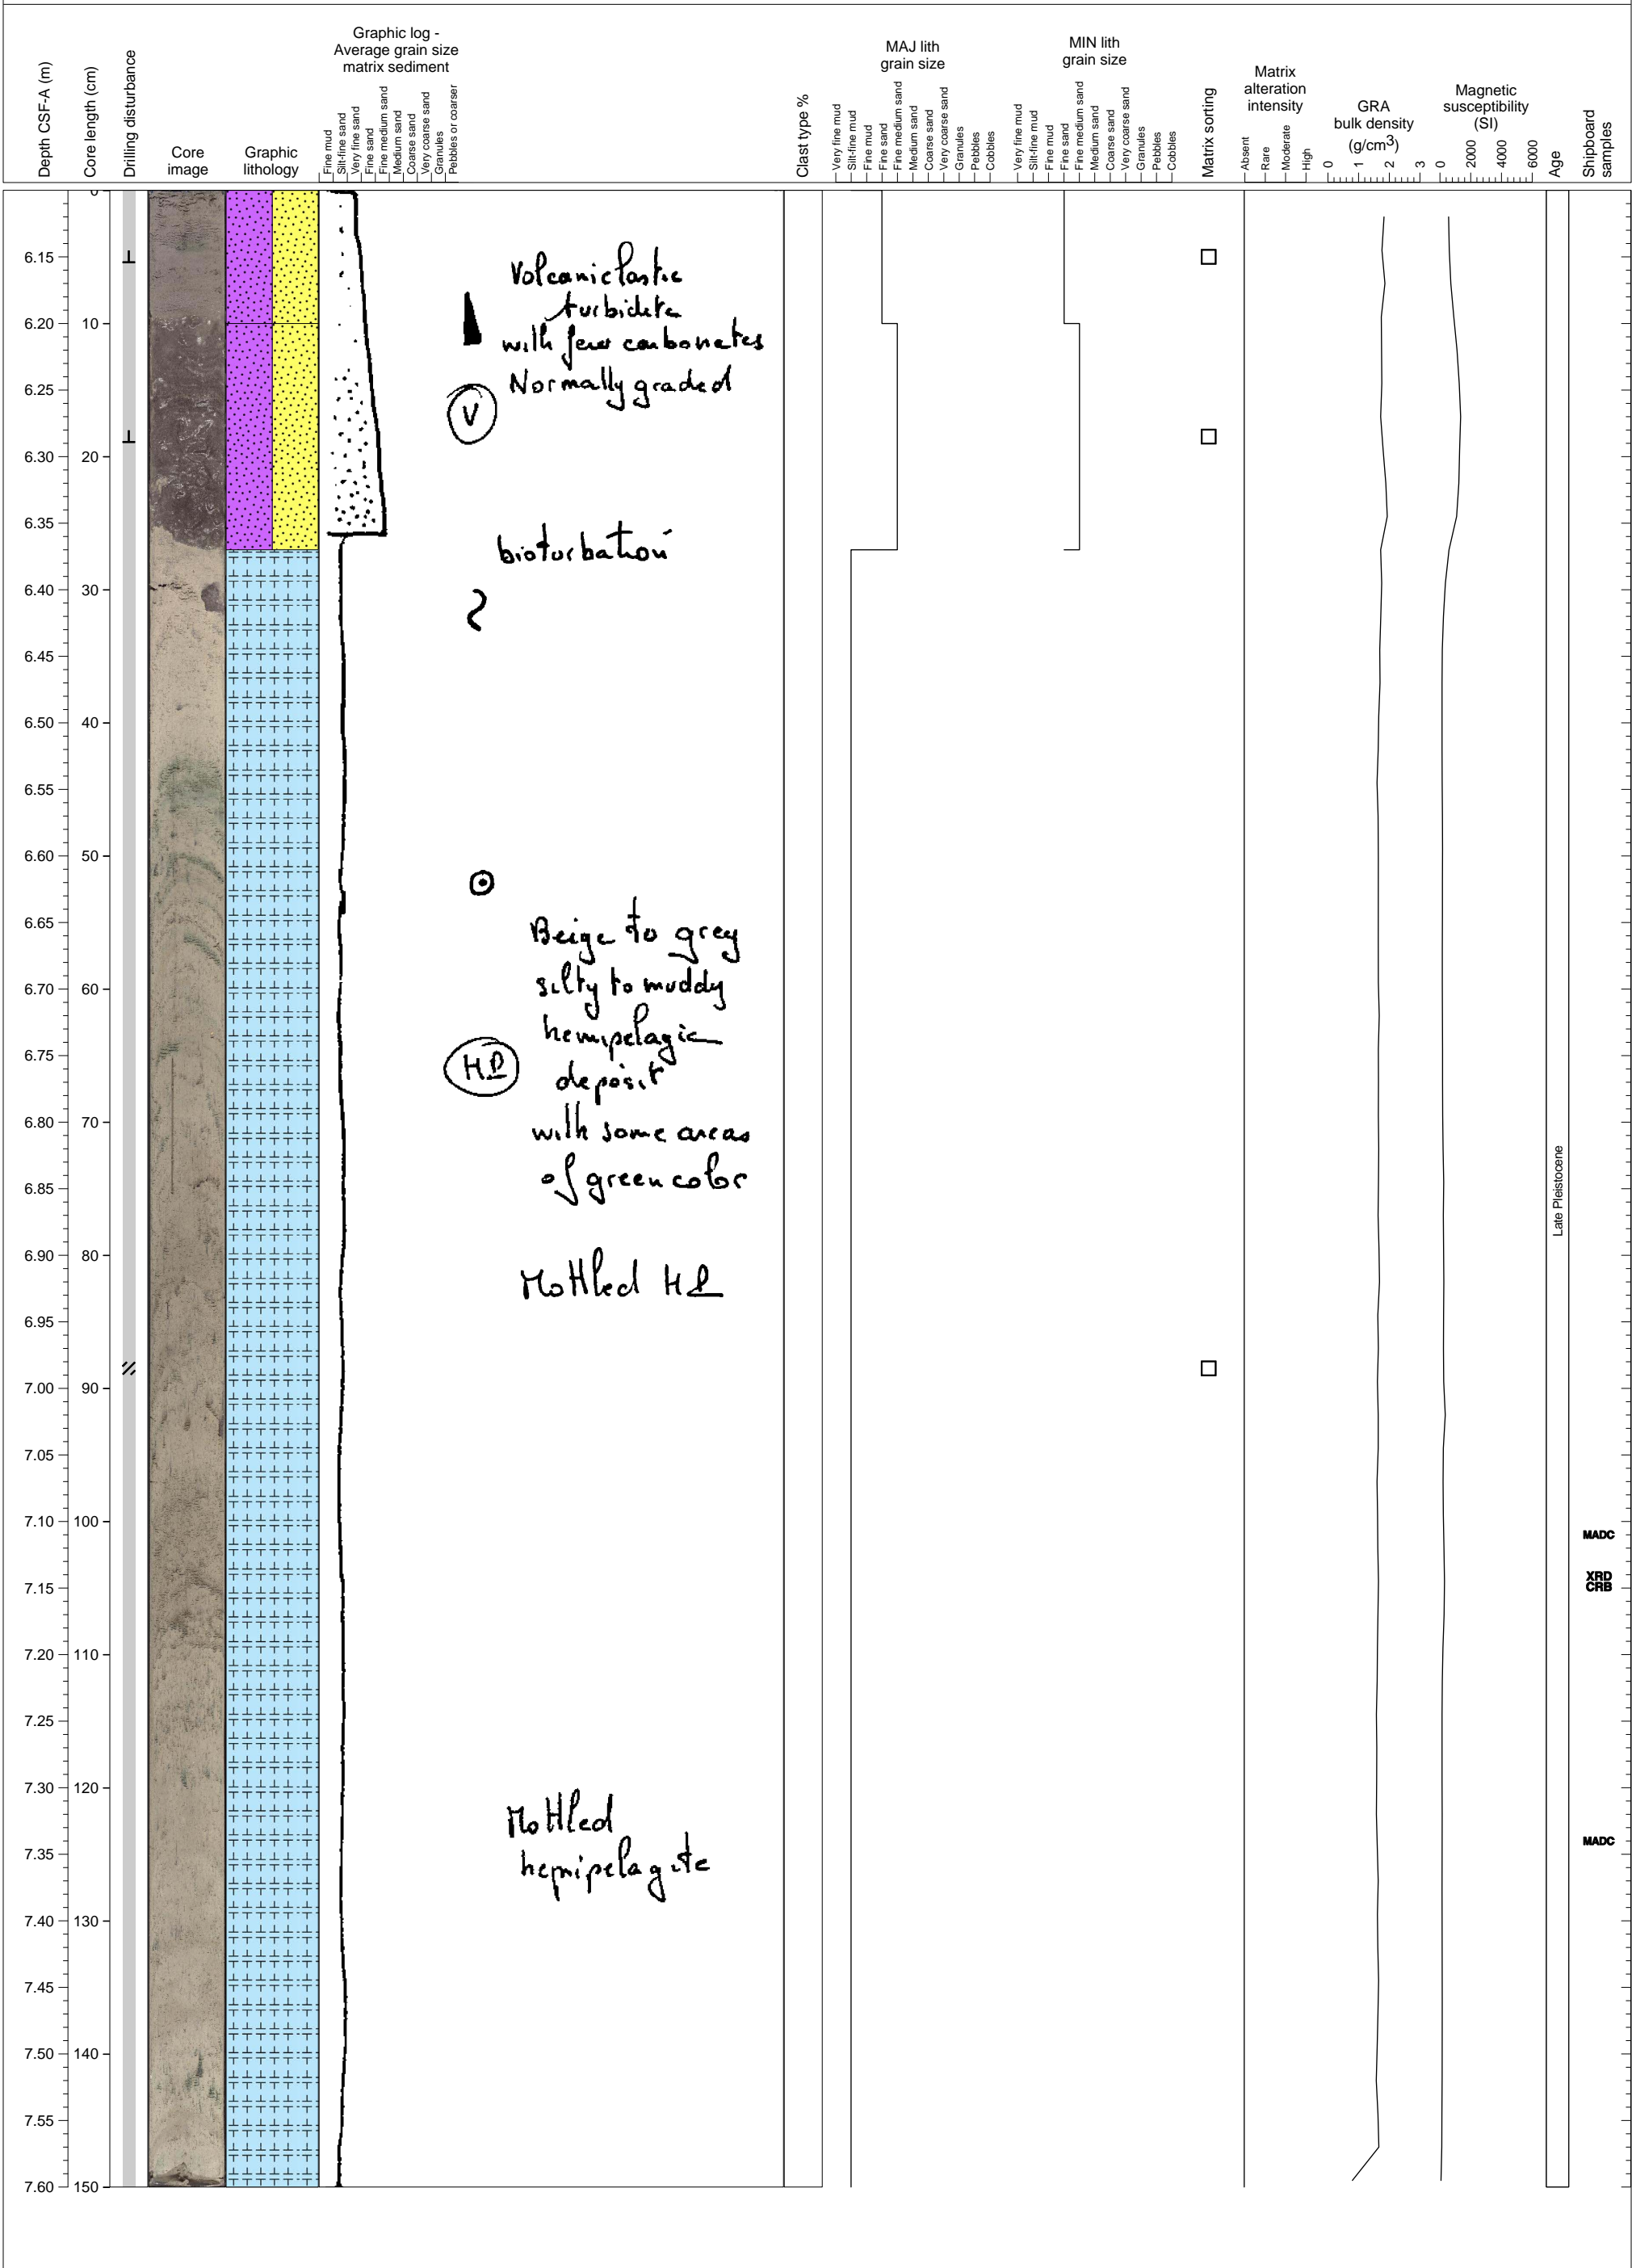 Depth CSF-A (m)
Core length (cm)
Drilling disturbance
Core
image
Graphic
lithology
Graphic log -
Average grain size
matrix sediment
Fine mud
Silt-fine sand
Very fine sand
Fine sand
Fine medium sand
Medium sand
Coarse sand
Very coarse sand
Granules
Pebbles or coarser
Clast type %
MAJ lith
grain size
Very fine mud
Silt-fine mud
Fine mud
Fine sand
Fine medium sand
Medium sand
Coarse sand
Very coarse sand
Granules
Pebbles
Cobbles
MIN lith
grain size
Very fine mud
Silt-fine mud
Fine mud
Fine sand
Fine medium sand
Medium sand
Coarse sand
Very coarse sand
Granules
Pebbles
Cobbles
Matrix sorting
Matrix
alteration
intensity
Absent
Rare
Moderate
High
GRA
bulk density
(g/cm3)
0 1 2 3
Magnetic
susceptibility
(SI)
0 2000 4000 6000
Age
Shipboard
samples
0
6.15
6.20 10
6.25
6.30 20
6.35
6.40 30
6.45
6.50 40
6.55
6.60 50
6.65
6.70 60
6.75
6.80 70
6.85
6.90 80
6.95
7.00 90
7.05
7.10 100
7.15
7.20 110
7.25
7.30 120
7.35
7.40 130
7.45
7.50 140
7.55
7.60 150
Volcaniclastic
turbidite
with few carbonates
Normally graded
V
bioturbation
Beige to grey
silty to muddy
hemipelagic
deposit
with some areas
of green color
HP
Mottled HP
Mottled
hemipelagite
Late Pleistocene
MADC
XRD
CRB
MADC